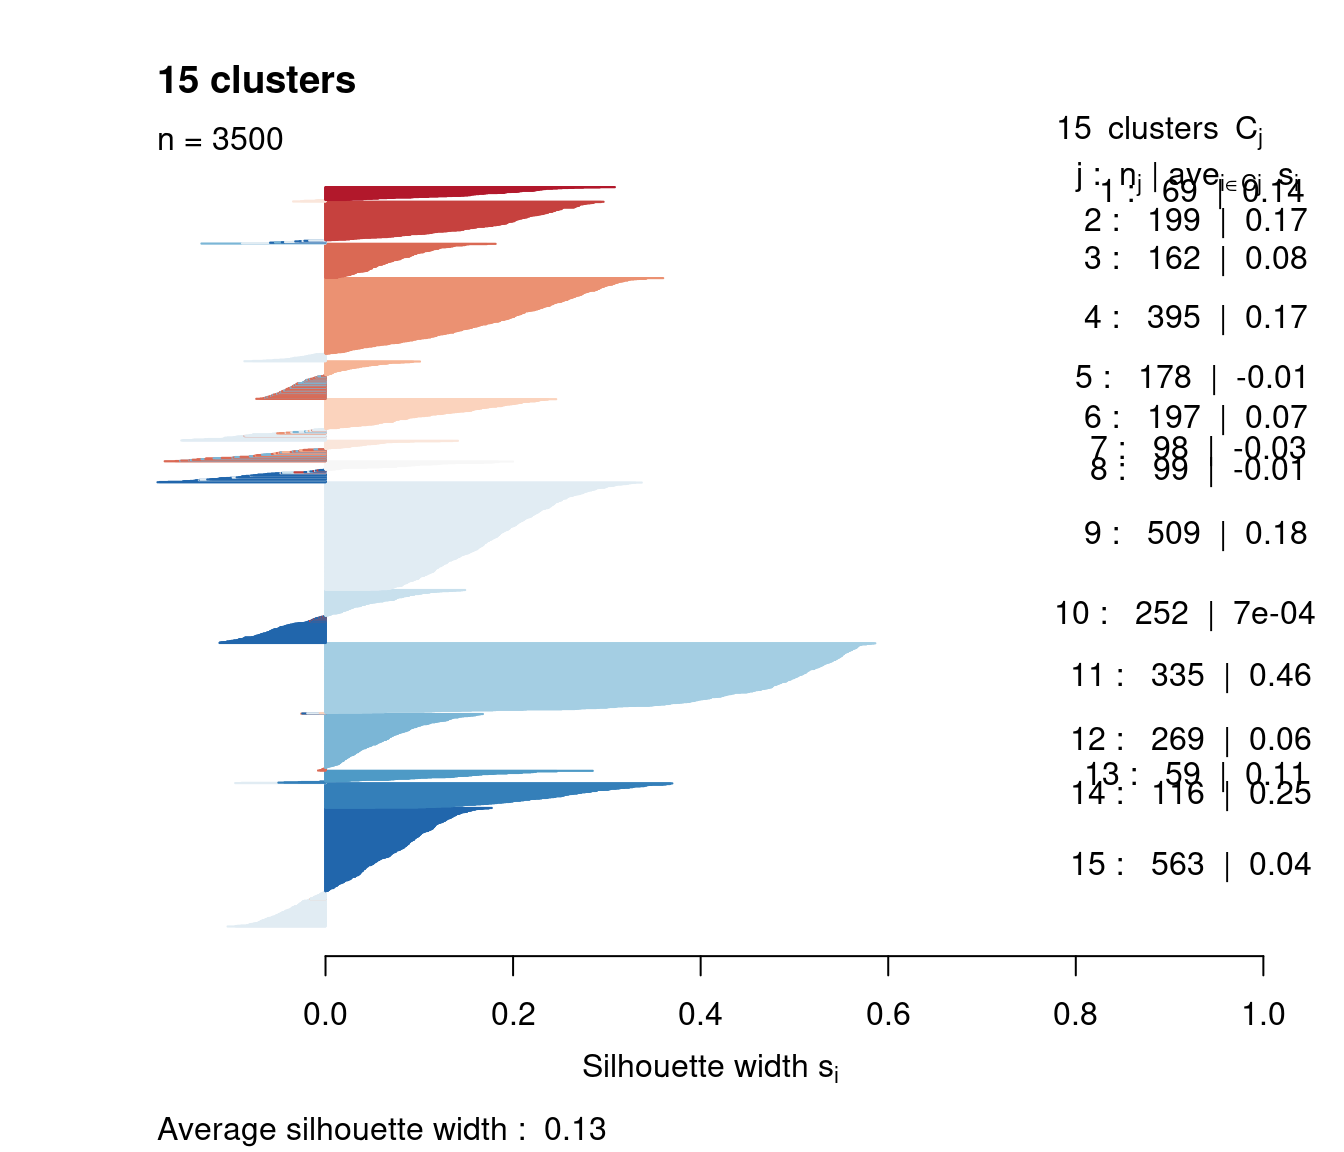 15 clusters
n = 3500
15 clusters Cj
j : nj | avei∈Cj si
1 : 69 | 0.14
2 : 199 | 0.17
3 : 162 | 0.08
4 : 395 | 0.17
5 : 178 | -0.01
6 : 197 | 0.07
7 : 98 | -0.03
8 : 99 | -0.01
9 : 509 | 0.18
10 : 252 | 7e-04
11 : 335 | 0.46
12 : 269 | 0.06
13 : 59 | 0.11
14 : 116 | 0.25
15 : 563 | 0.04
0.0 0.2 0.4 0.6 0.8 1.0
Silhouette width si
Average silhouette width : 0.13